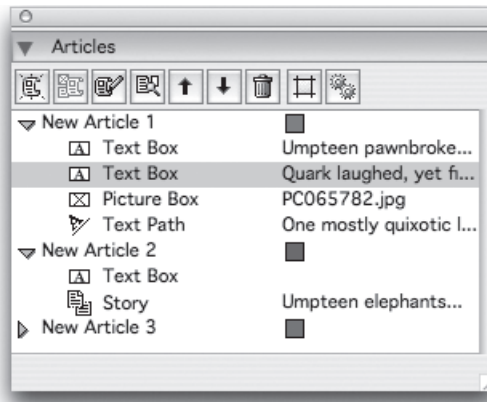 Articles
New Article 1
A Text Box Umpteen pawnbroke...
A Text Box Quark laughed, yet fi...
Picture Box PC065782.jpg
Text Path One mostly quixotic l...
New Article 2
A Text Box
Story Umpteen elephants...
New Article 3